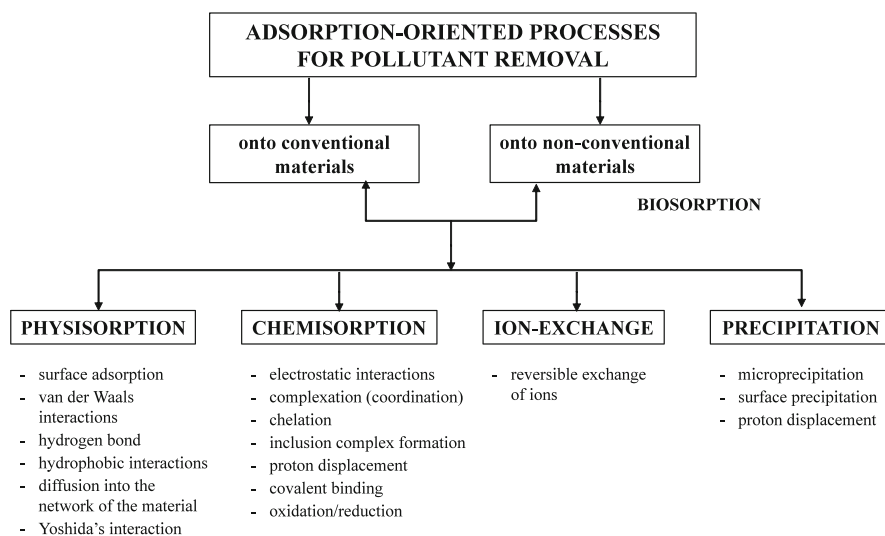 ADSORPTION-ORIENTED PROCESSES
FOR POLLUTANT REMOVAL
onto conventional
materials
onto non-conventional
materials
BIOSORPTION
PHYSISORPTION
- surface adsorption
- van der Waals
interactions
- hydrogen bond
- hydrophobic interactions
- diffusion into the
network of the material
- Yoshida's interaction
CHEMISORPTION
- electrostatic interactions
- complexation (coordination)
- chelation
- inclusion complex formation
- proton displacement
- covalent binding
- oxidation/reduction
ION-EXCHANGE
- reversible exchange
of ions
PRECIPITATION
- microprecipitation
- surface precipitation
- proton displacement